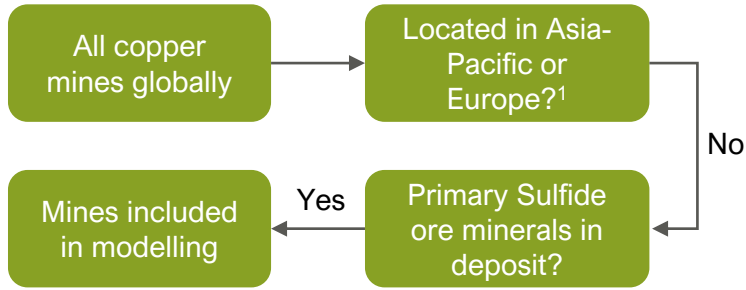 All copper
mines globally
Located in Asia-
Pacific or
Europe?¹
No
Primary Sulfide
ore minerals in
deposit?
Yes
Mines included
in modelling